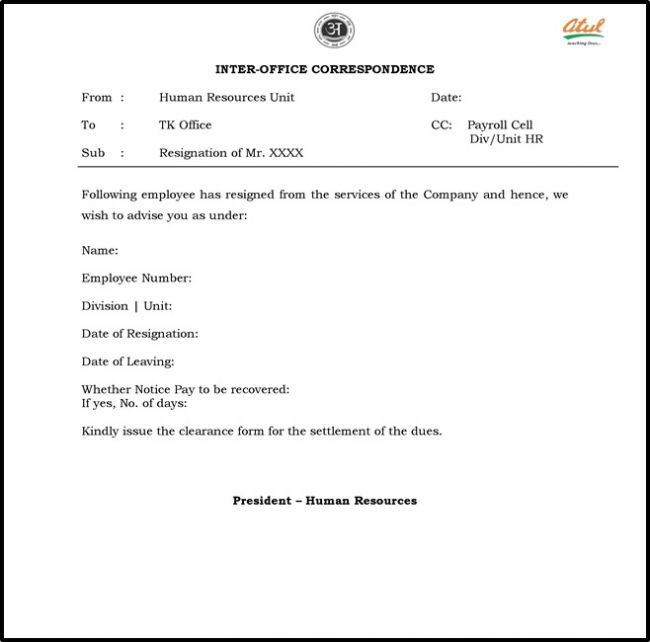 अ
atul
INTER-OFFICE CORRESPONDENCE
From : Human Resources Unit Date:
To : TK Office CC: Payroll Cell
Div/Unit HR
Sub : Resignation of Mr. XXXX
Following employee has resigned from the services of the Company and hence, we
wish to advise you as under:
Name:
Employee Number:
Division | Unit:
Date of Resignation:
Date of Leaving:
Whether Notice Pay to be recovered:
If yes, No. of days:
Kindly issue the clearance form for the settlement of the dues.
President – Human Resources